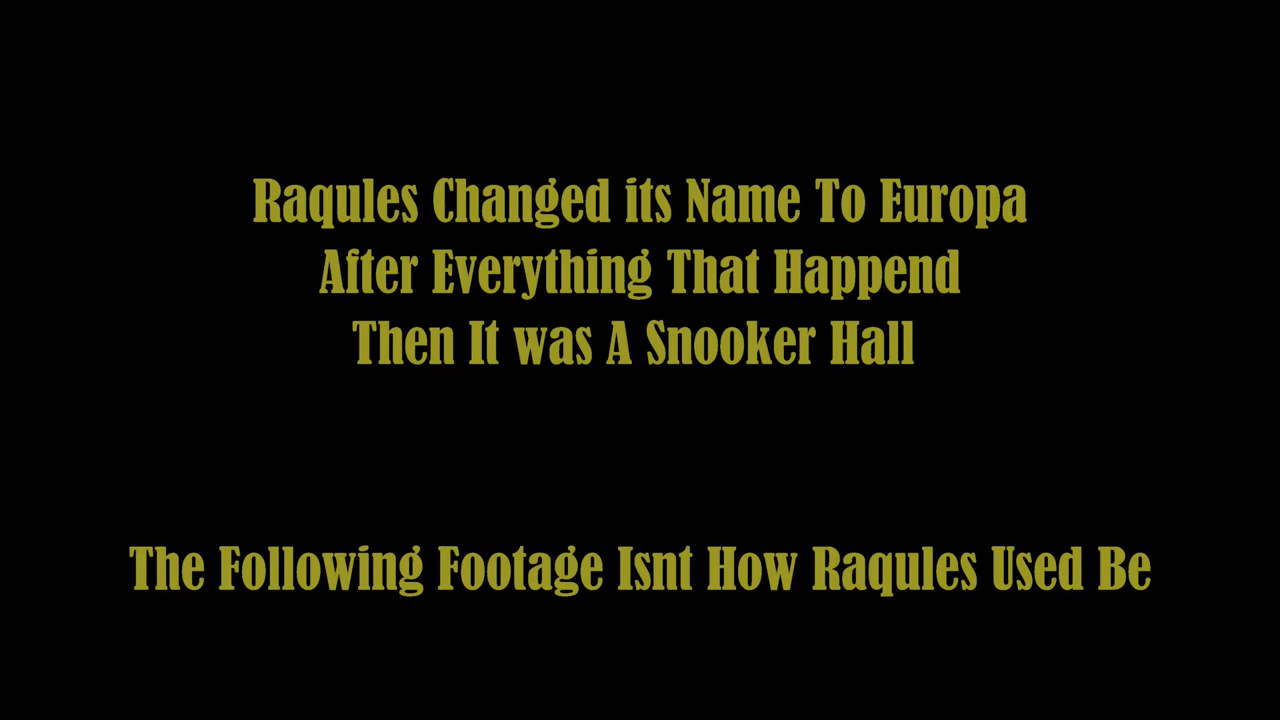 Raqules Changed its Name To Europa
After Everything That Happend
Then It was A Snooker Hall
The Following Footage Isnt How Raqules Used Be